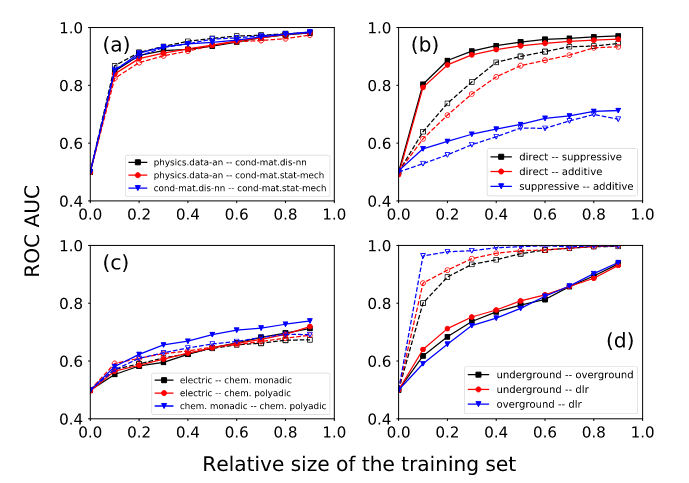 (a)
1.0
0.8
0.6
0.4
physics.data-an -- cond-mat.dis-nn
physics.data-an -- cond-mat.stat-mech
cond-mat.dis-nn -- cond-mat.stat-mech
0.0 0.2 0.4 0.6 0.8 1.0
(b)
1.0
0.8
0.6
0.4
direct -- suppressive
direct -- additive
suppressive -- additive
0.0 0.2 0.4 0.6 0.8 1.0
ROC AUC
(c)
1.0
0.8
0.6
0.4
electric -- chem. monadic
electric -- chem. polyadic
chem. monadic -- chem. polyadic
0.0 0.2 0.4 0.6 0.8 1.0
1.0
0.8
0.6
0.4
(d)
underground -- overground
underground -- dlr
overground -- dlr
0.0 0.2 0.4 0.6 0.8 1.0
Relative size of the training set